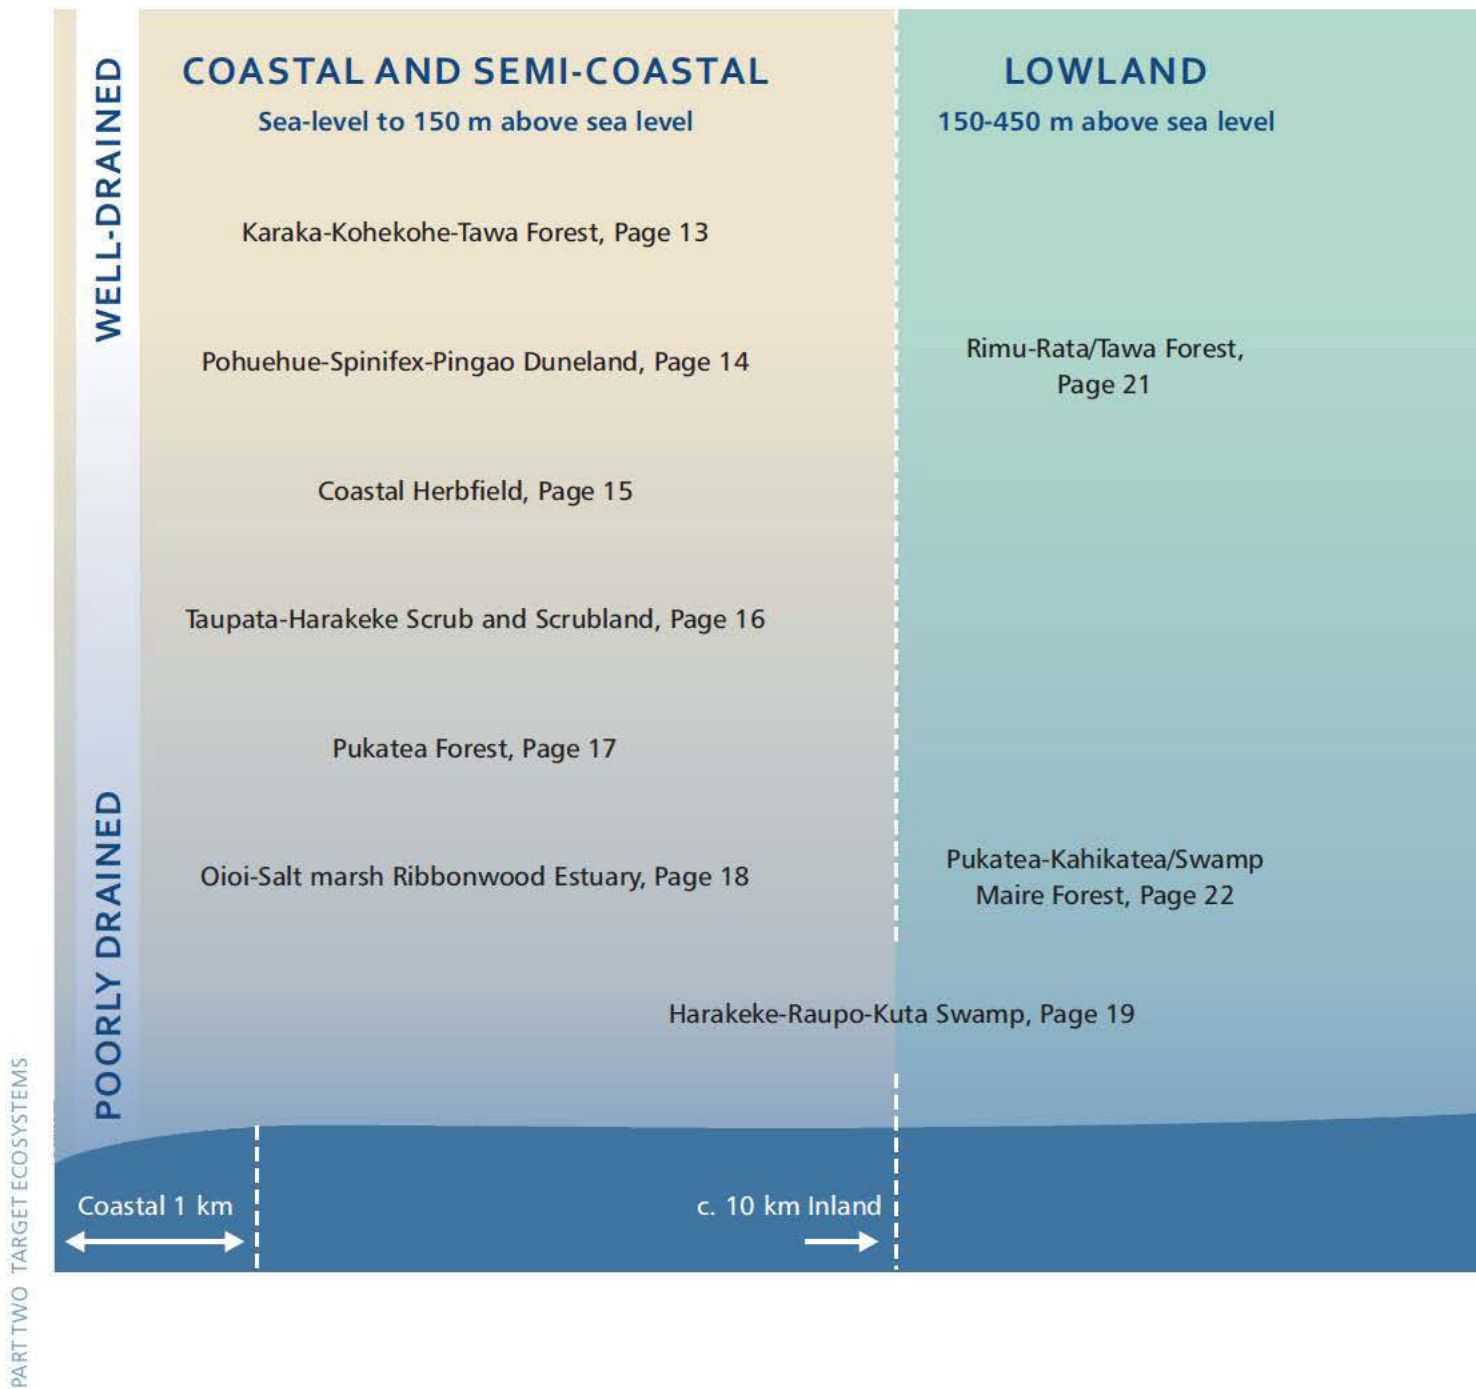 COASTAL AND SEMI-COASTAL
Sea-level to 150 m above sea level
LOWLAND
150-450 m above sea level
WELL-DRAINED
Karaka-Kohekohe-Tawa Forest, Page 13
Pohuehue-Spinifex-Pingao Duneland, Page 14
Rimu-Rata/Tawa Forest,
Page 21
Coastal Herbfield, Page 15
Taupata-Harakeke Scrub and Scrubland, Page 16
Pukatea Forest, Page 17
POORLY DRAINED
Oioi-Salt marsh Ribbonwood Estuary, Page 18
Pukatea-Kahikatea/Swamp
Maire Forest, Page 22
Harakeke-Raupo-Kuta Swamp, Page 19
Coastal 1 km
c. 10 km Inland
PART TWO TARGET ECOSYSTEMS